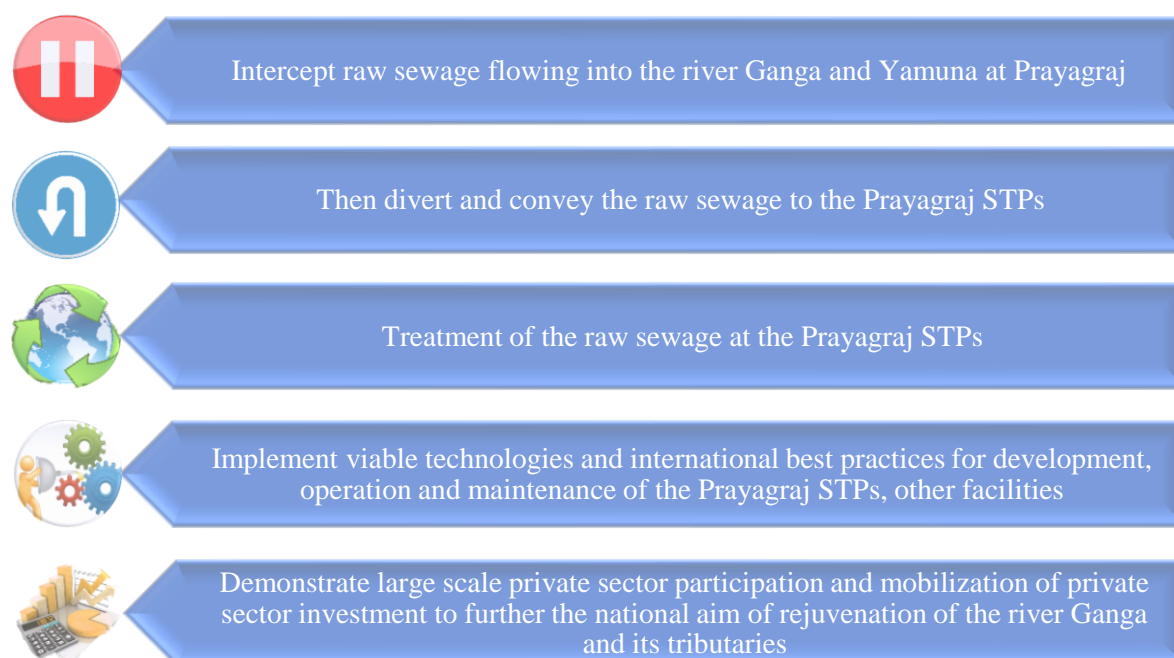 Intercept raw sewage flowing into the river Ganga and Yamuna at Prayagraj
Then divert and convey the raw sewage to the Prayagraj STPs
Treatment of the raw sewage at the Prayagraj STPs
Implement viable technologies and international best practices for development,
operation and maintenance of the Prayagraj STPs, other facilities
Demonstrate large scale private sector participation and mobilization of private
sector investment to further the national aim of rejuvenation of the river Ganga
and its tributaries